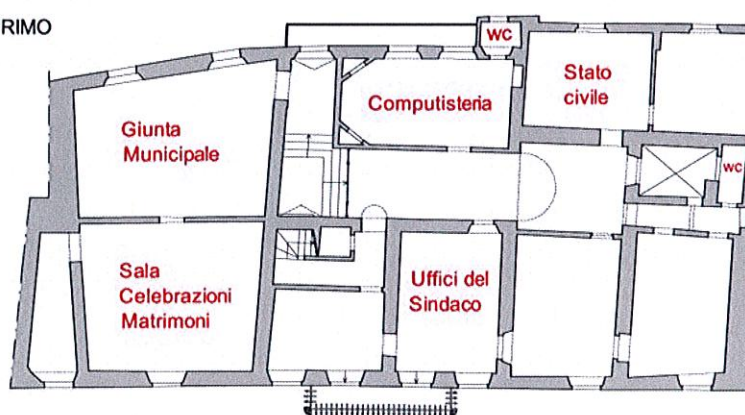 RIMO
WC
Stato
civile
Computisteria
Giunta
Municipale
WC
Sala
Celebrazioni
Matrimoni
Uffici del
Sindaco